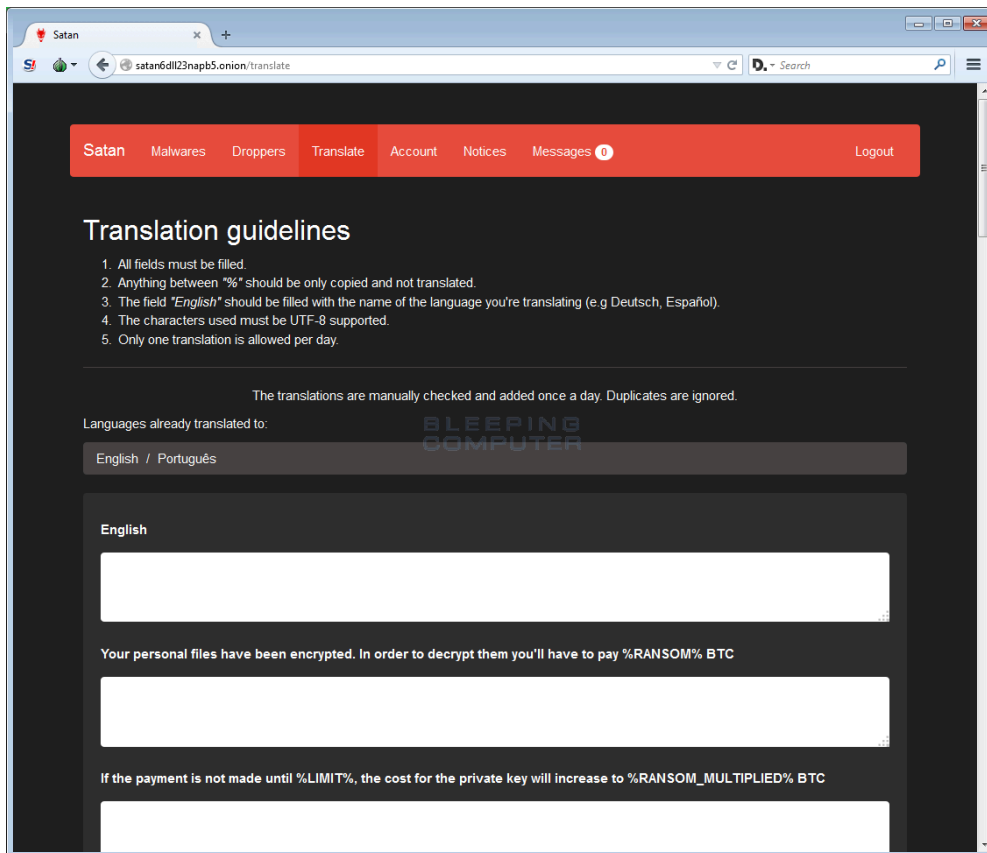 Satan
satan6dll23napb5.onion/translate
D. Search
Satan Malwares Droppers Translate Account Notices Messages 0 Logout
Translation guidelines
1. All fields must be filled.
2. Anything between "%" should be only copied and not translated.
3. The field "English" should be filled with the name of the language you're translating (e.g Deutsch, Español).
4. The characters used must be UTF-8 supported.
5. Only one translation is allowed per day.
The translations are manually checked and added once a day. Duplicates are ignored.
Languages already translated to:
BLEEPING
COMPUTER
English / Português
English
Your personal files have been encrypted. In order to decrypt them you'll have to pay %RANSOM% BTC
If the payment is not made until %LIMIT%, the cost for the private key will increase to %RANSOM_MULTIPLIED% BTC